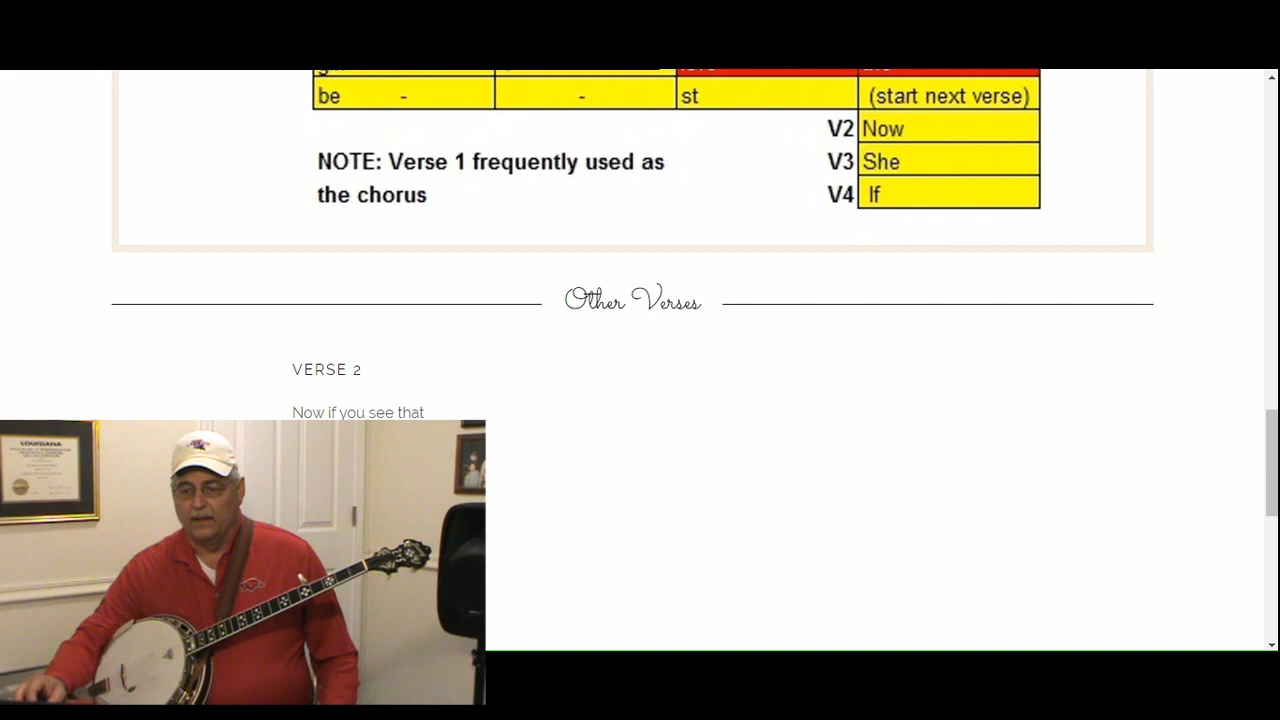 be - - st (start next verse)
V2 Now
NOTE: Verse 1 frequently used as V3 She
the chorus V4 If
Other Verses
VERSE 2
Now if you see that
LOUISIANA